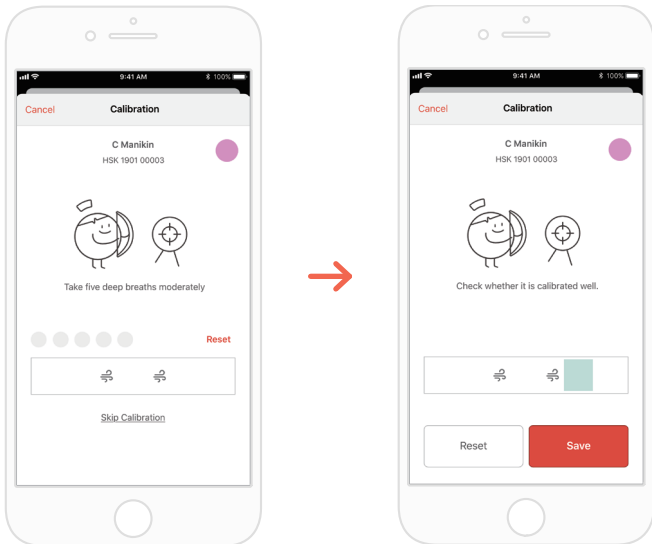 9:41 AM
100%
Cancel
Calibration
C Manikin
HSK 1901 00003
Take five deep breaths moderately
Reset
Skip Calibration
9:41 AM
100%
Cancel
Calibration
C Manikin
HSK 1901 00003
Check whether it is calibrated well.
Reset
Save